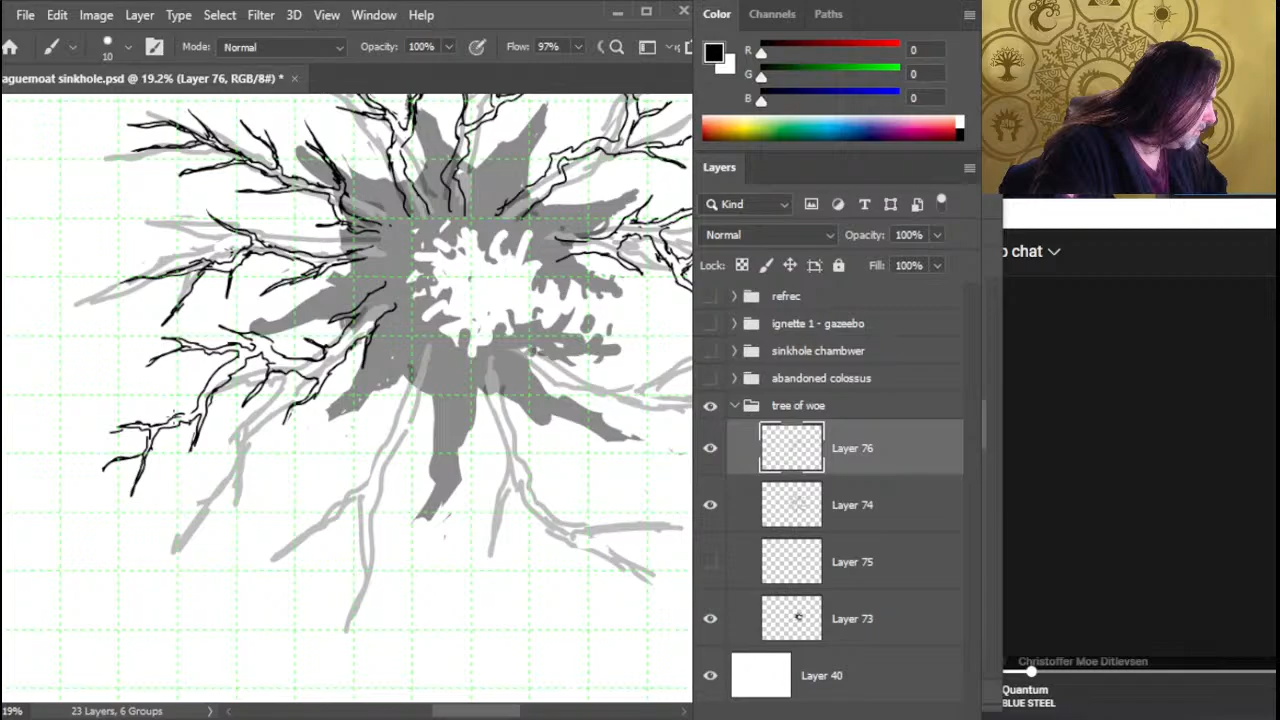 File Edit Image Layer Type Select Filter 3D View Window Help
10 Mode: Normal Opacity: 100% Flow: 97%
aguemoat sinkhole.psd @ 19.2% (Layer 76, RGB/8#) * ×
Color Channels Paths
R 0
G 0
B 0
Layers
Kind
Normal Opacity: 100%
Lock: Fill: 100%
refrec
ignette 1 - gazeebo
sinkhole chambwer
abandoned colossus
tree of woe
Layer 76
Layer 74
Layer 75
Layer 73
Layer 40
19% 23 Layers, 6 Groups
chat
Christoffer Moe Ditlevsen
Quantum
BLUE STEEL